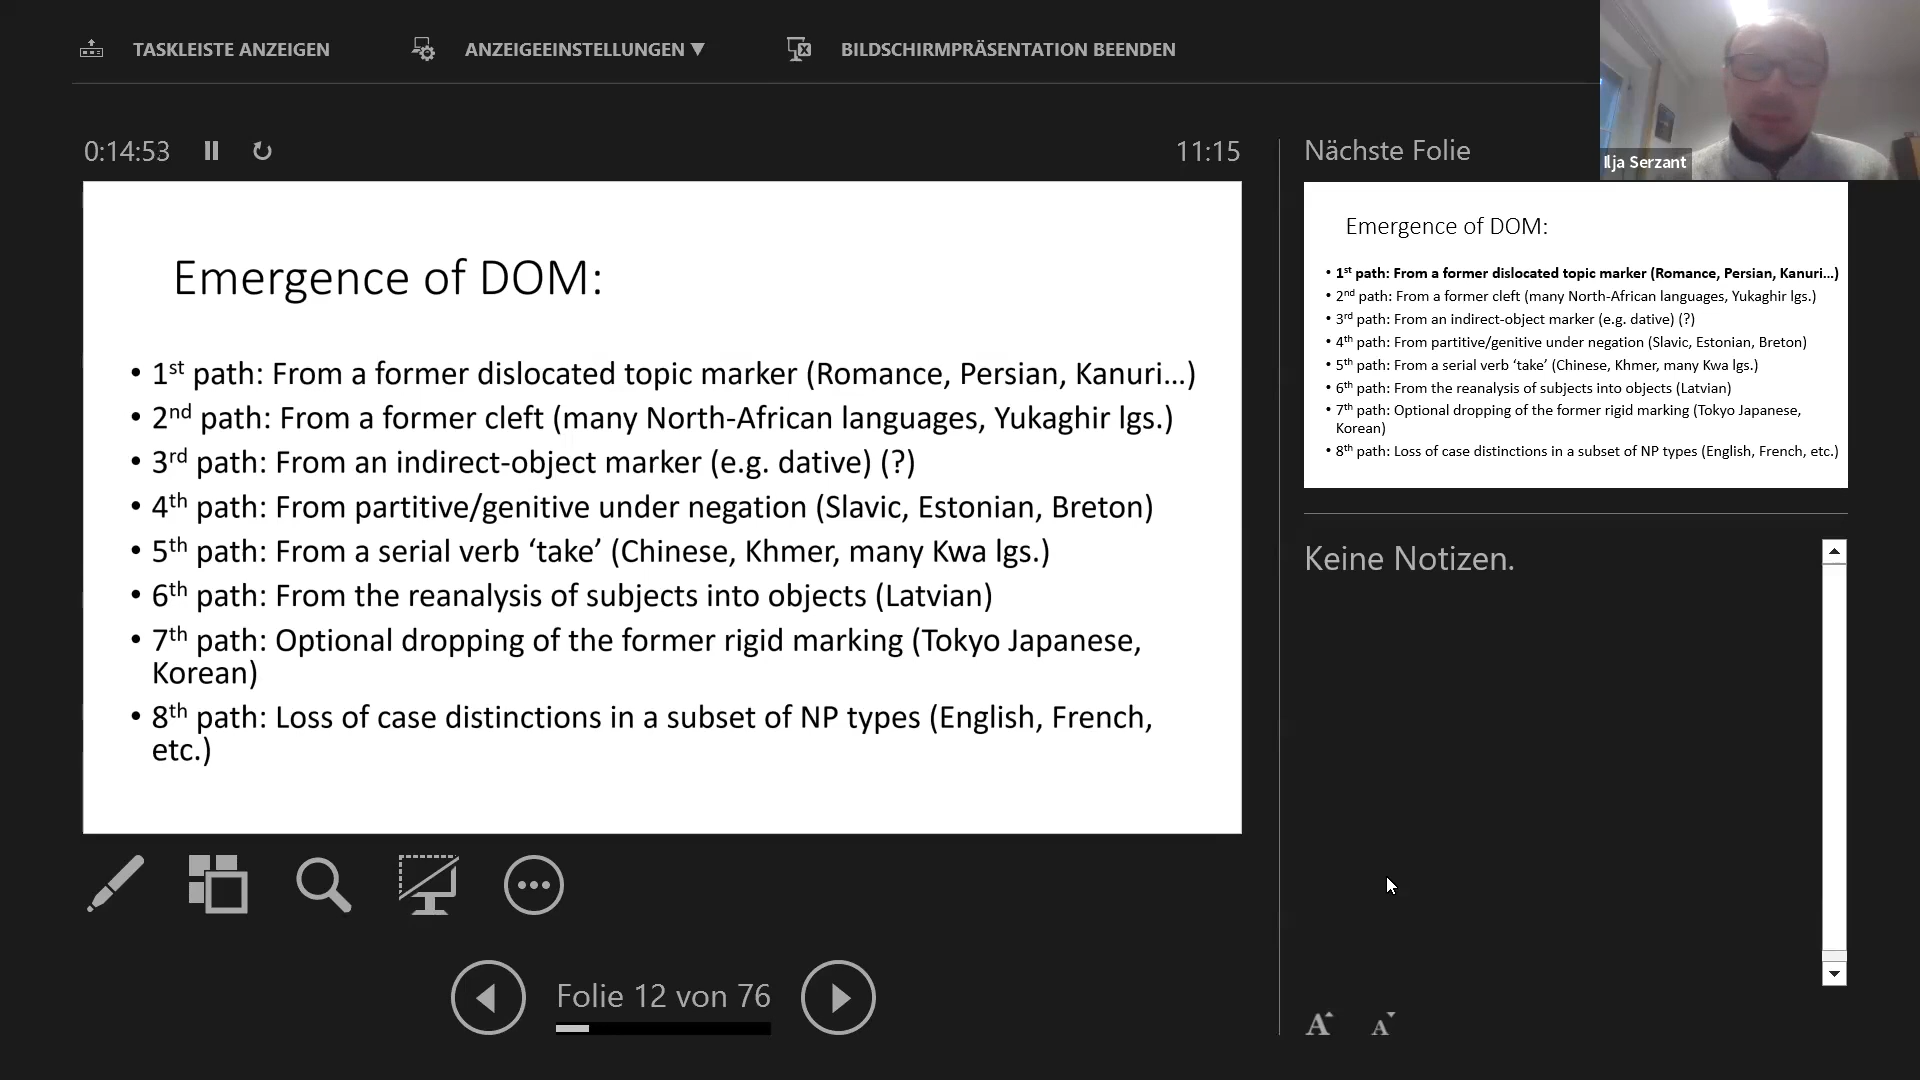 TASKLEISTE ANZEIGEN
ANZEIGEEINSTELLUNGEN ▼
BILDSCHIRMPRÄSENTATION BEENDEN
Ilja Serzant
0:14:53
11:15
Emergence of DOM:
• 1st path: From a former dislocated topic marker (Romance, Persian, Kanuri…)
• 2nd path: From a former cleft (many North-African languages, Yukaghir lgs.)
• 3rd path: From an indirect-object marker (e.g. dative) (?)
• 4th path: From partitive/genitive under negation (Slavic, Estonian, Breton)
• 5th path: From a serial verb ‘take’ (Chinese, Khmer, many Kwa lgs.)
• 6th path: From the reanalysis of subjects into objects (Latvian)
• 7th path: Optional dropping of the former rigid marking (Tokyo Japanese,
Korean)
• 8th path: Loss of case distinctions in a subset of NP types (English, French,
etc.)
Folie 12 von 76
Nächste Folie
Emergence of DOM:
• 1st path: From a former dislocated topic marker (Romance, Persian, Kanuri…)
• 2nd path: From a former cleft (many North-African languages, Yukaghir lgs.)
• 3rd path: From an indirect-object marker (e.g. dative) (?)
• 4th path: From partitive/genitive under negation (Slavic, Estonian, Breton)
• 5th path: From a serial verb ‘take’ (Chinese, Khmer, many Kwa lgs.)
• 6th path: From the reanalysis of subjects into objects (Latvian)
• 7th path: Optional dropping of the former rigid marking (Tokyo Japanese,
Korean)
• 8th path: Loss of case distinctions in a subset of NP types (English, French, etc.)
Keine Notizen.
A A